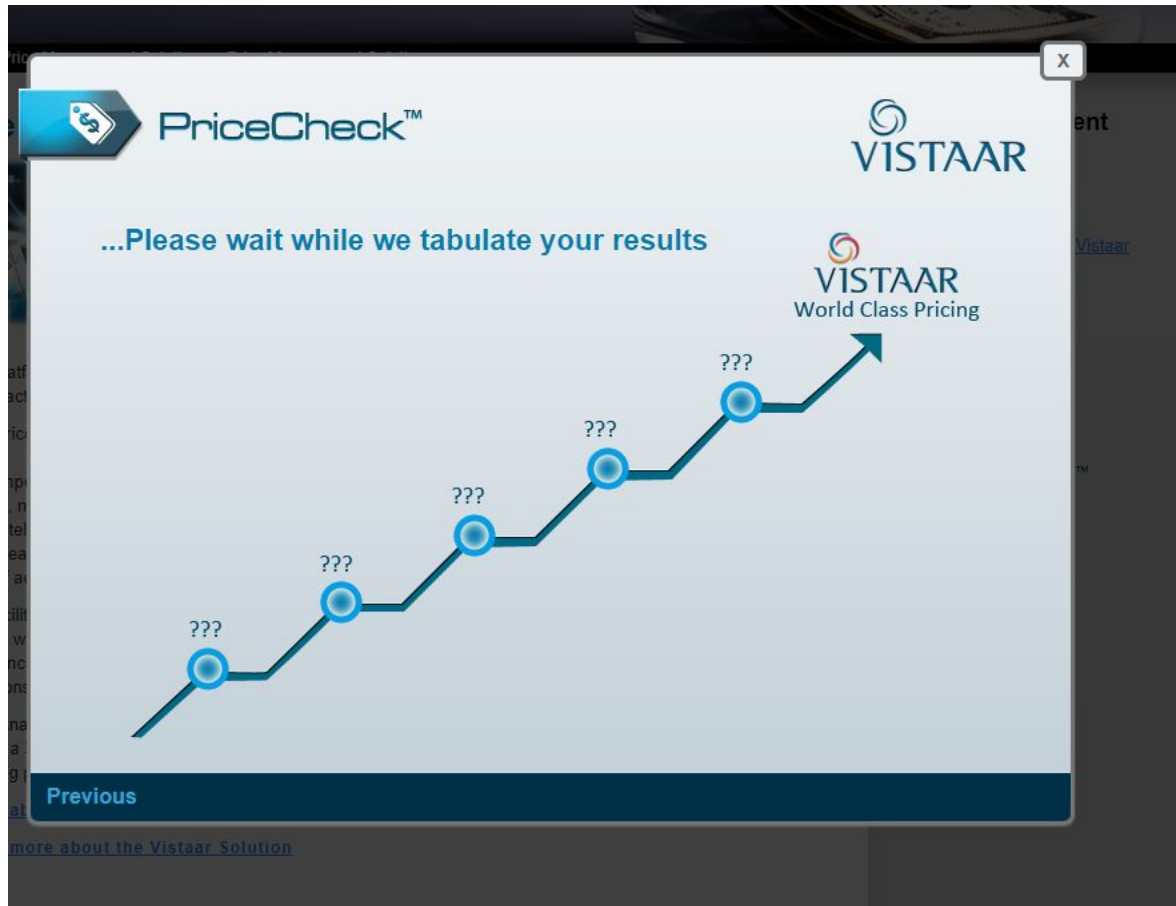 x
PriceCheck™
VISTAAR
ent
...Please wait while we tabulate your results
Vistaar
VISTAAR
World Class Pricing
???
???
???
???
???
™
Previous
more about the Vistaar Solution